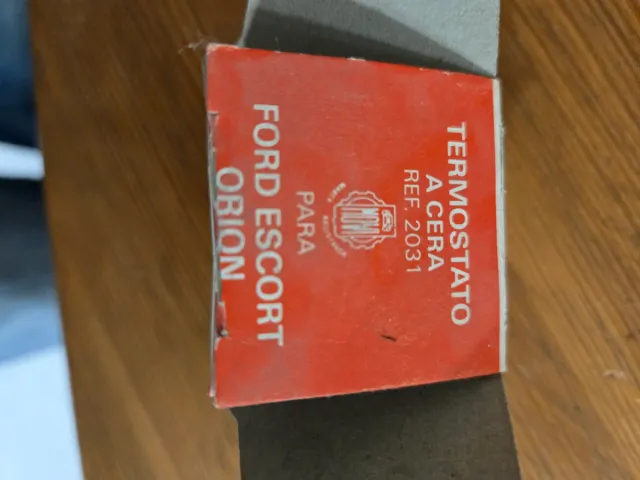 TERMOSTATO
A CERA
REF. 2031
PARA
FORD ESCORT
ORION